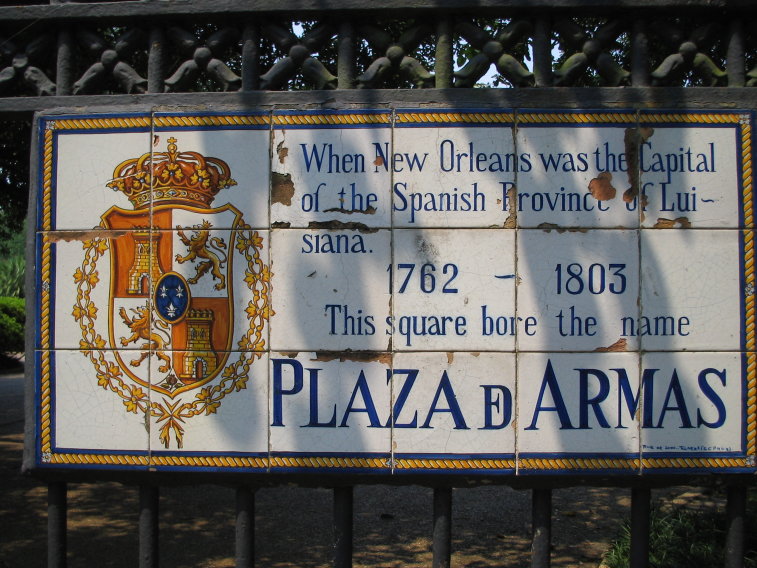 When New Orleans was the Capital
of the Spanish Province of Lui~
siana.
1762 – 1803
This square bore the name
PLAZA Đ ARMAS